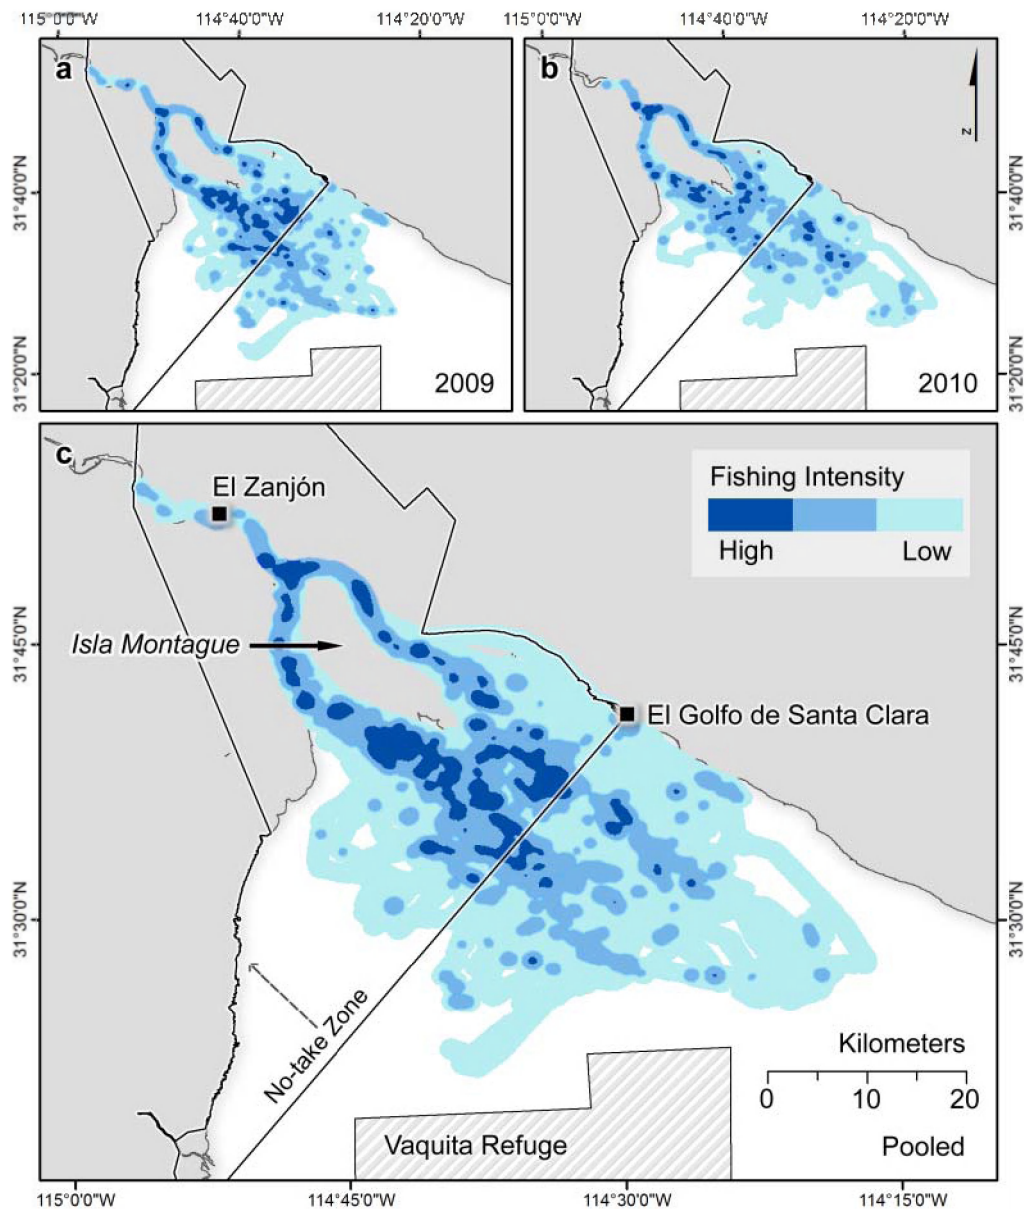 115°0'0"W 114°40'0"W 114°20'0"W 115°0'0"W 114°40'0"W 114°20'0"W
a
b
z
31°40'0"N
31°20'0"N
31°40'0"N
31°20'0"N
2009
2010
c
El Zanjón
Fishing Intensity
High Low
Isla Montague
El Golfo de Santa Clara
31°45'0"N
31°30'0"N
31°45'0"N
31°30'0"N
No-take Zone
Kilometers
0 10 20
Vaquita Refuge
Pooled
115°0'0"W 114°45'0"W 114°30'0"W 114°15'0"W